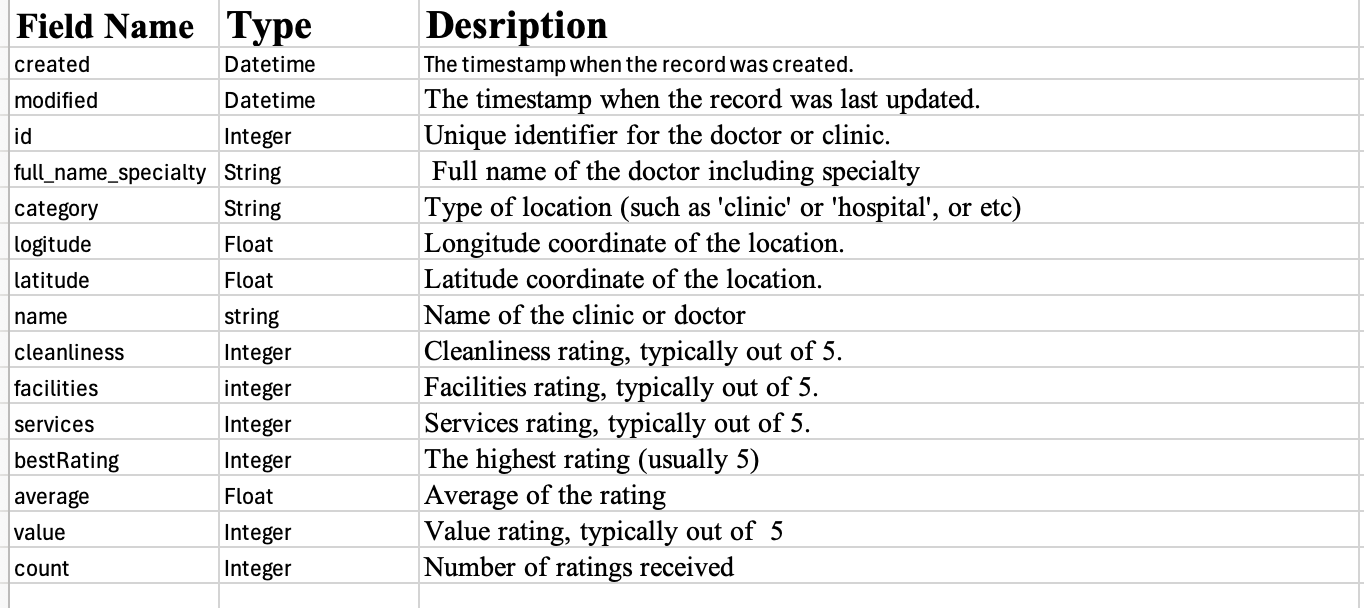 Field Name Type Desription
created Datetime The timestamp when the record was created.
modified Datetime The timestamp when the record was last updated.
id Integer Unique identifier for the doctor or clinic.
full_name_specialty String Full name of the doctor including specialty
category String Type of location (such as 'clinic' or 'hospital', or etc)
logitude Float Longitude coordinate of the location.
latitude Float Latitude coordinate of the location.
name string Name of the clinic or doctor
cleanliness Integer Cleanliness rating, typically out of 5.
facilities integer Facilities rating, typically out of 5.
services Integer Services rating, typically out of 5.
bestRating Integer The highest rating (usually 5)
average Float Average of the rating
value Integer Value rating, typically out of 5
count Integer Number of ratings received